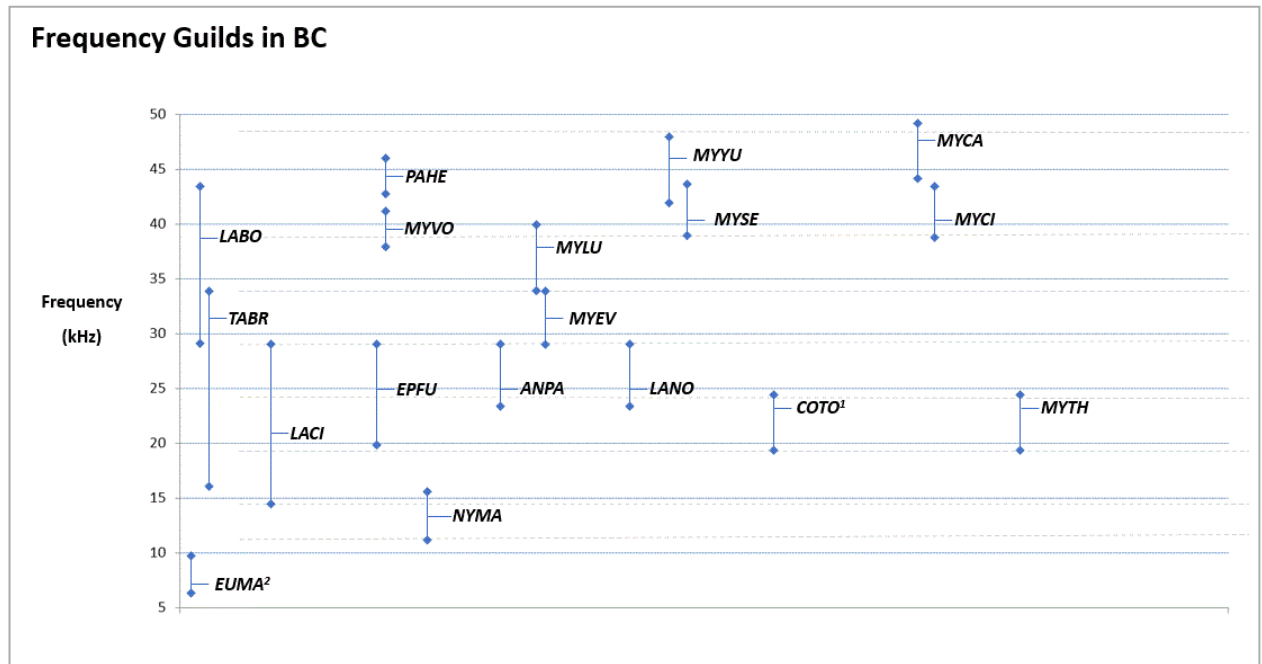 Frequency Guilds in BC
50
MYCA
MYYU
45
PAHE
MYSE
MYCI
MYVO
40
LABO
MYLU
35
Frequency
(kHz)
TABR
MYEV
30
EPFU
ANPA
LANO
25
COTO¹
MYTH
LACI
20
15
NYMA
10
EUMA²
5